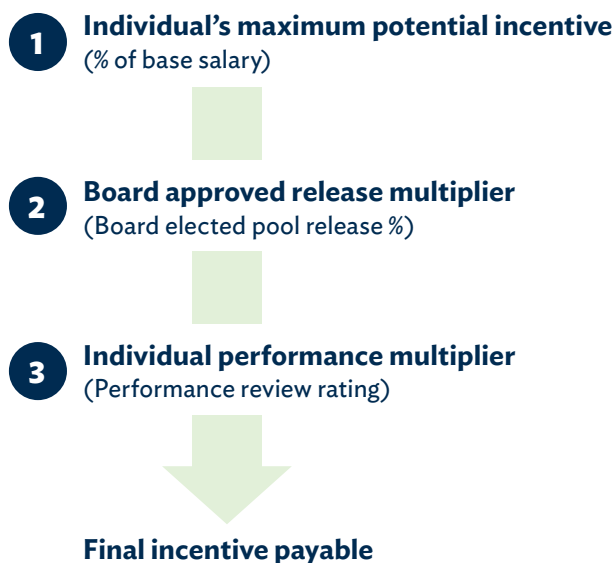 1 Individual’s maximum potential incentive
(% of base salary)
2 Board approved release multiplier
(Board elected pool release %)
3 Individual performance multiplier
(Performance review rating)
Final incentive payable